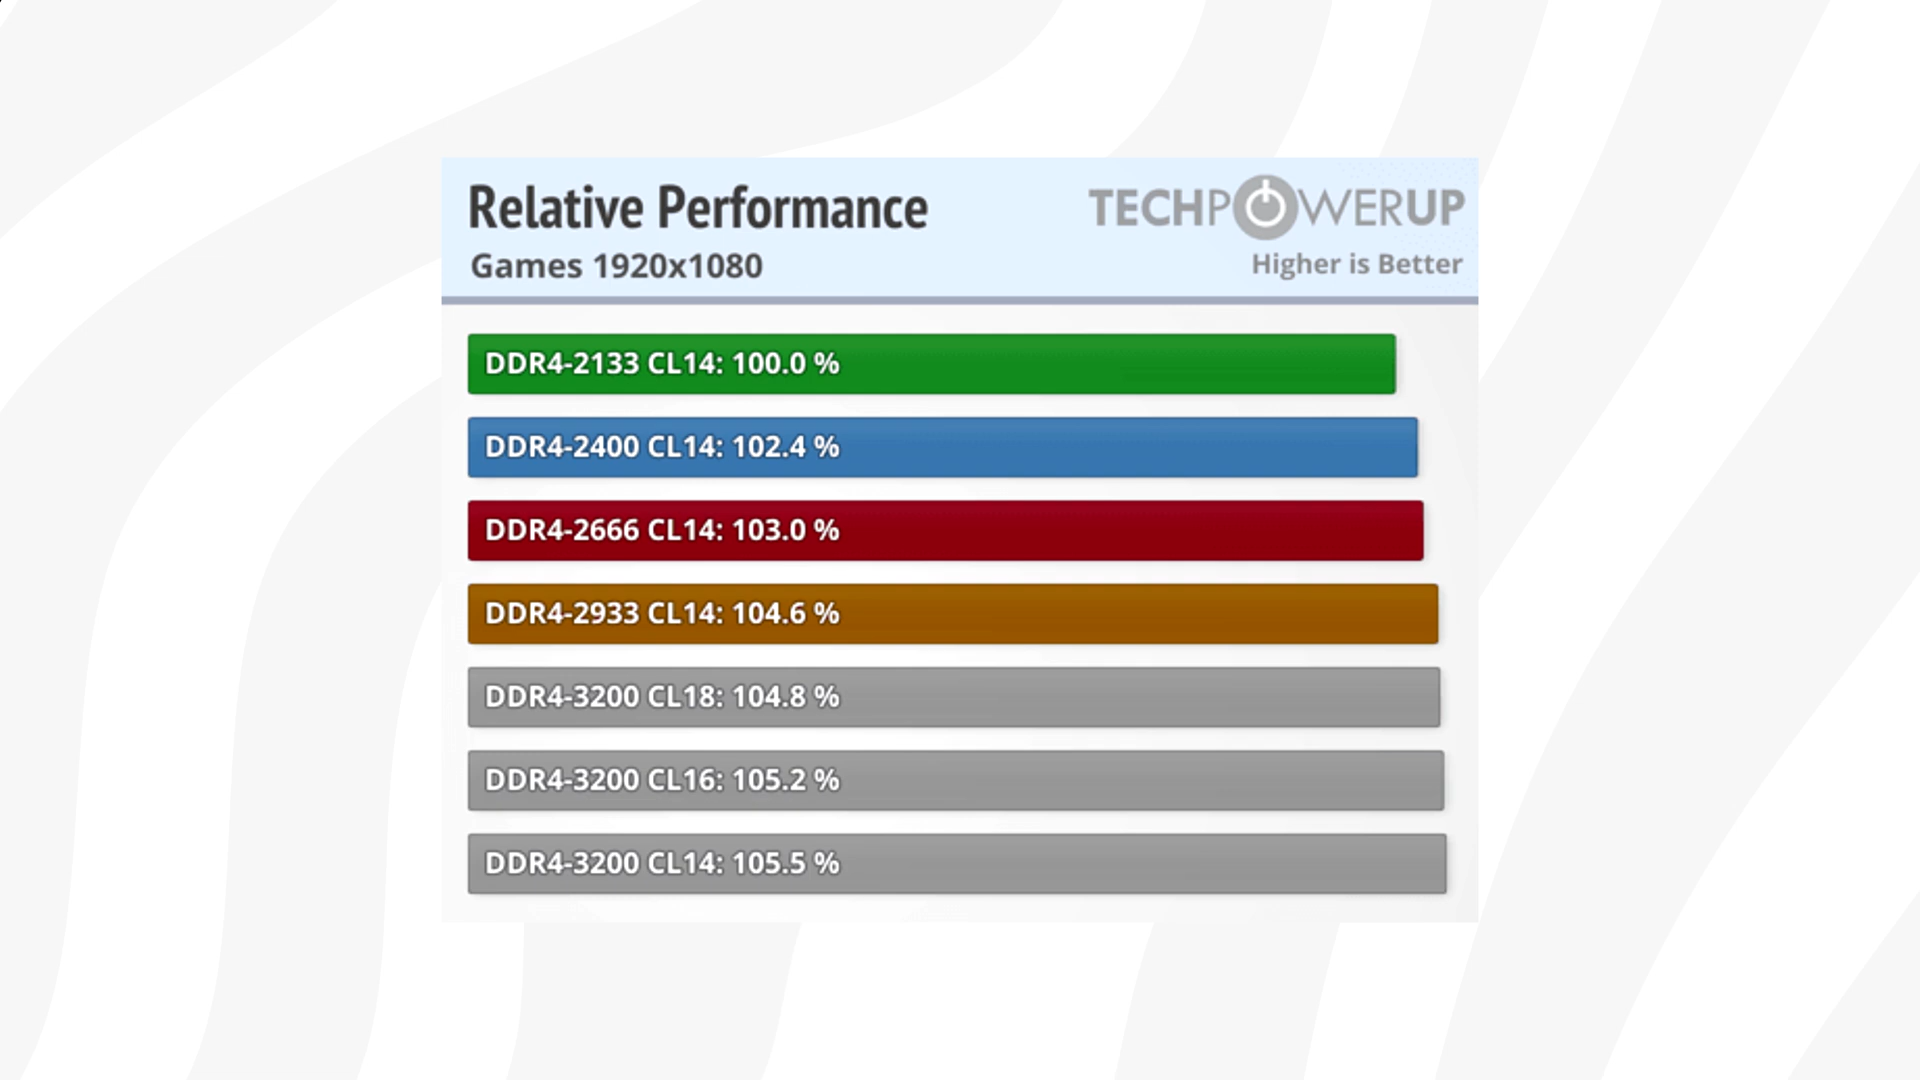 Relative Performance
TECHPOWERUP
Games 1920x1080
Higher is Better
DDR4-2133 CL14: 100.0 %
DDR4-2400 CL14: 102.4 %
DDR4-2666 CL14: 103.0 %
DDR4-2933 CL14: 104.6 %
DDR4-3200 CL18: 104.8 %
DDR4-3200 CL16: 105.2 %
DDR4-3200 CL14: 105.5 %